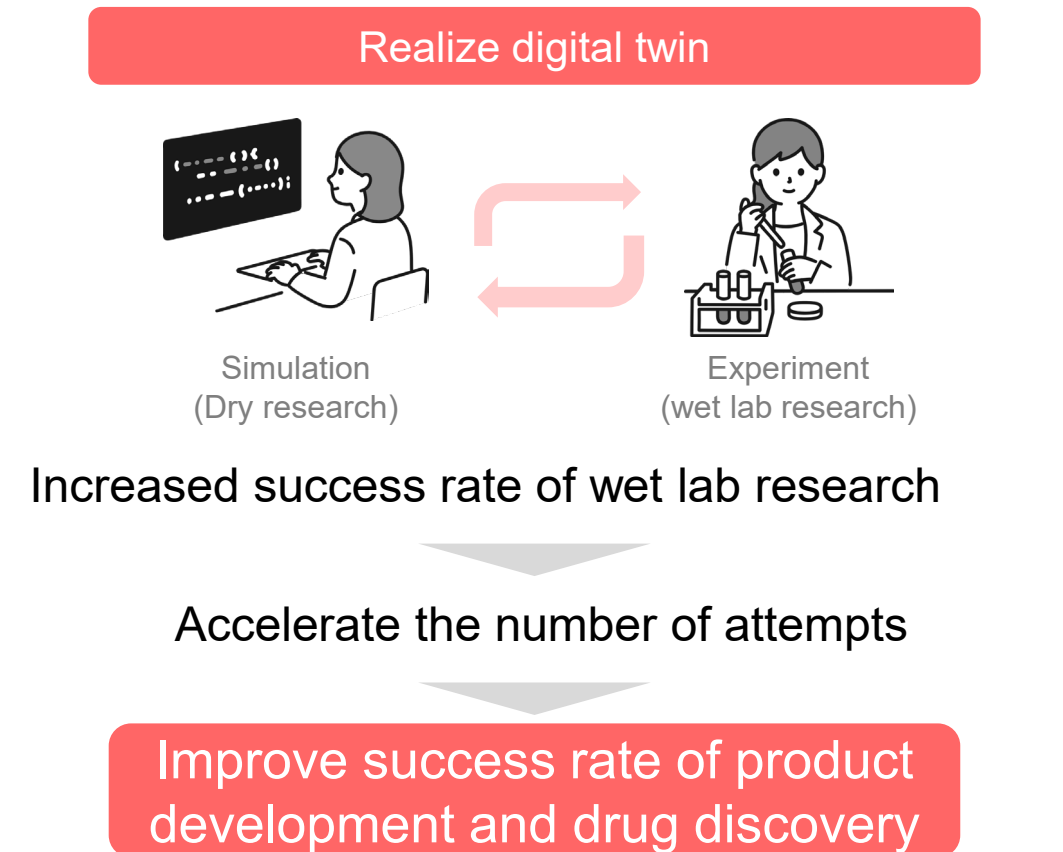 Realize digital twin
Simulation
(Dry research)
Experiment
(wet lab research)
Increased success rate of wet lab research
Accelerate the number of attempts
Improve success rate of product
development and drug discovery